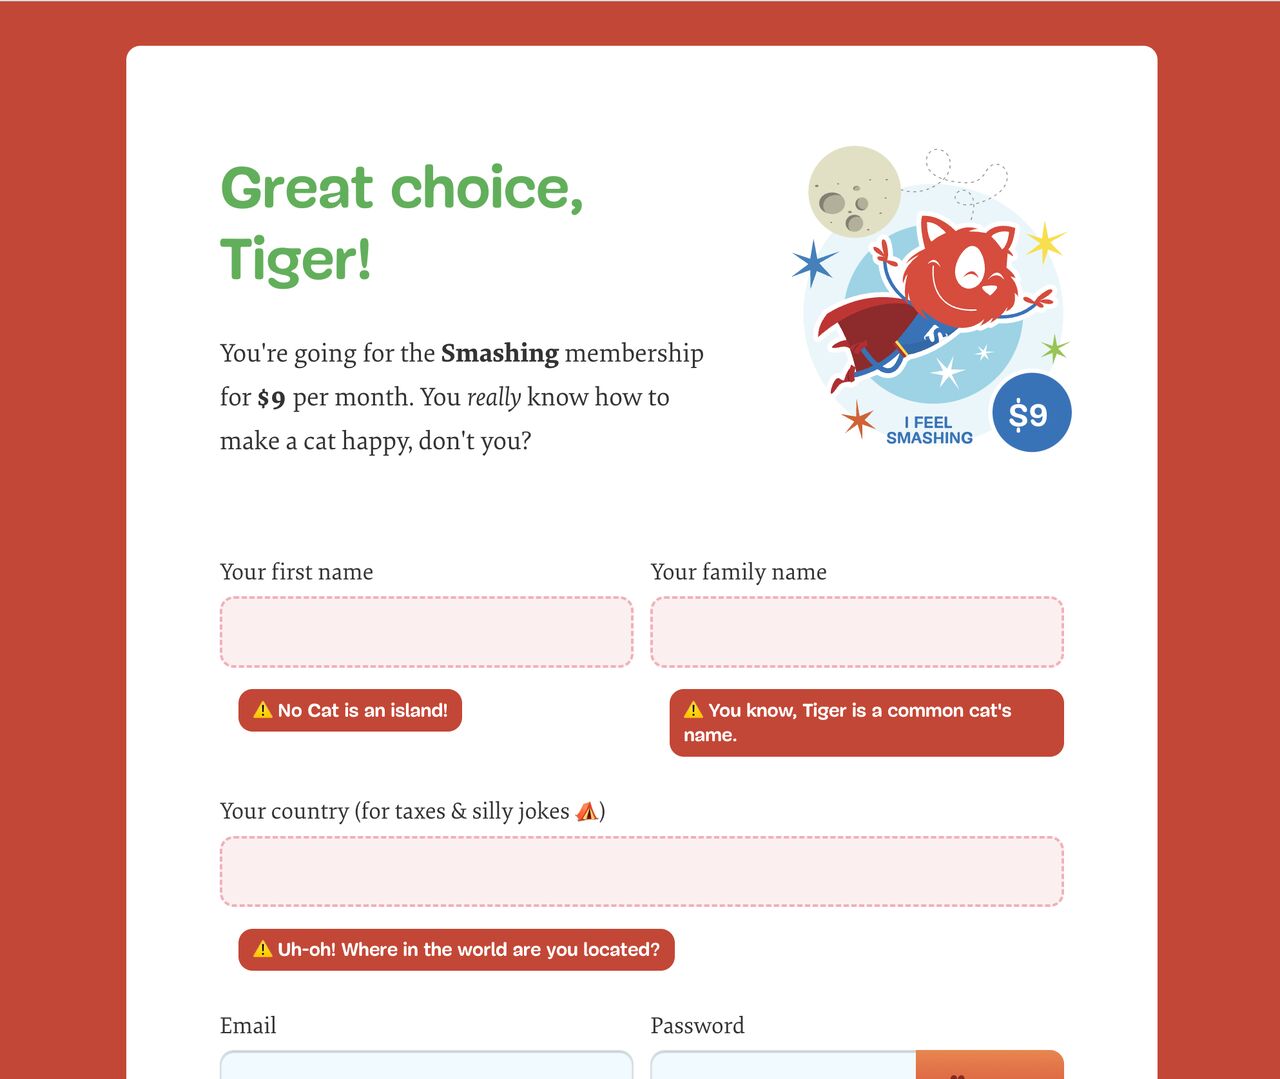 Great choice,
Tiger!
You're going for the Smashing membership
for $9 per month. You really know how to
make a cat happy, don't you?
I FEEL
SMASHING
$9
Your first name
Your family name
⚠️ No Cat is an island!
⚠️ You know, Tiger is a common cat's
name.
Your country (for taxes & silly jokes ⛺)
⚠️ Uh-oh! Where in the world are you located?
Email
Password